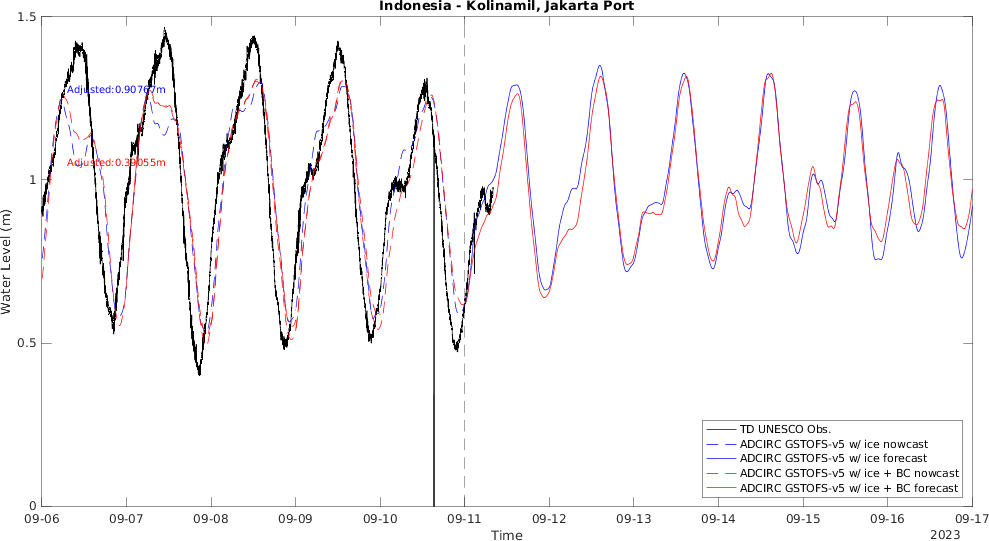 Indonesia - Kolinamil, Jakarta Port
1.5
Adjusted:0.90767m
Adjusted:0.39055m
1
Water Level (m)
0.5
TD UNESCO Obs.
ADCIRC GSTOFS-v5 w/ ice nowcast
ADCIRC GSTOFS-v5 w/ ice forecast
ADCIRC GSTOFS-v5 w/ ice + BC nowcast
ADCIRC GSTOFS-v5 w/ ice + BC forecast
0
09-06 09-07 09-08 09-09 09-10 09-11 09-12 09-13 09-14 09-15 09-16 09-17
Time
2023